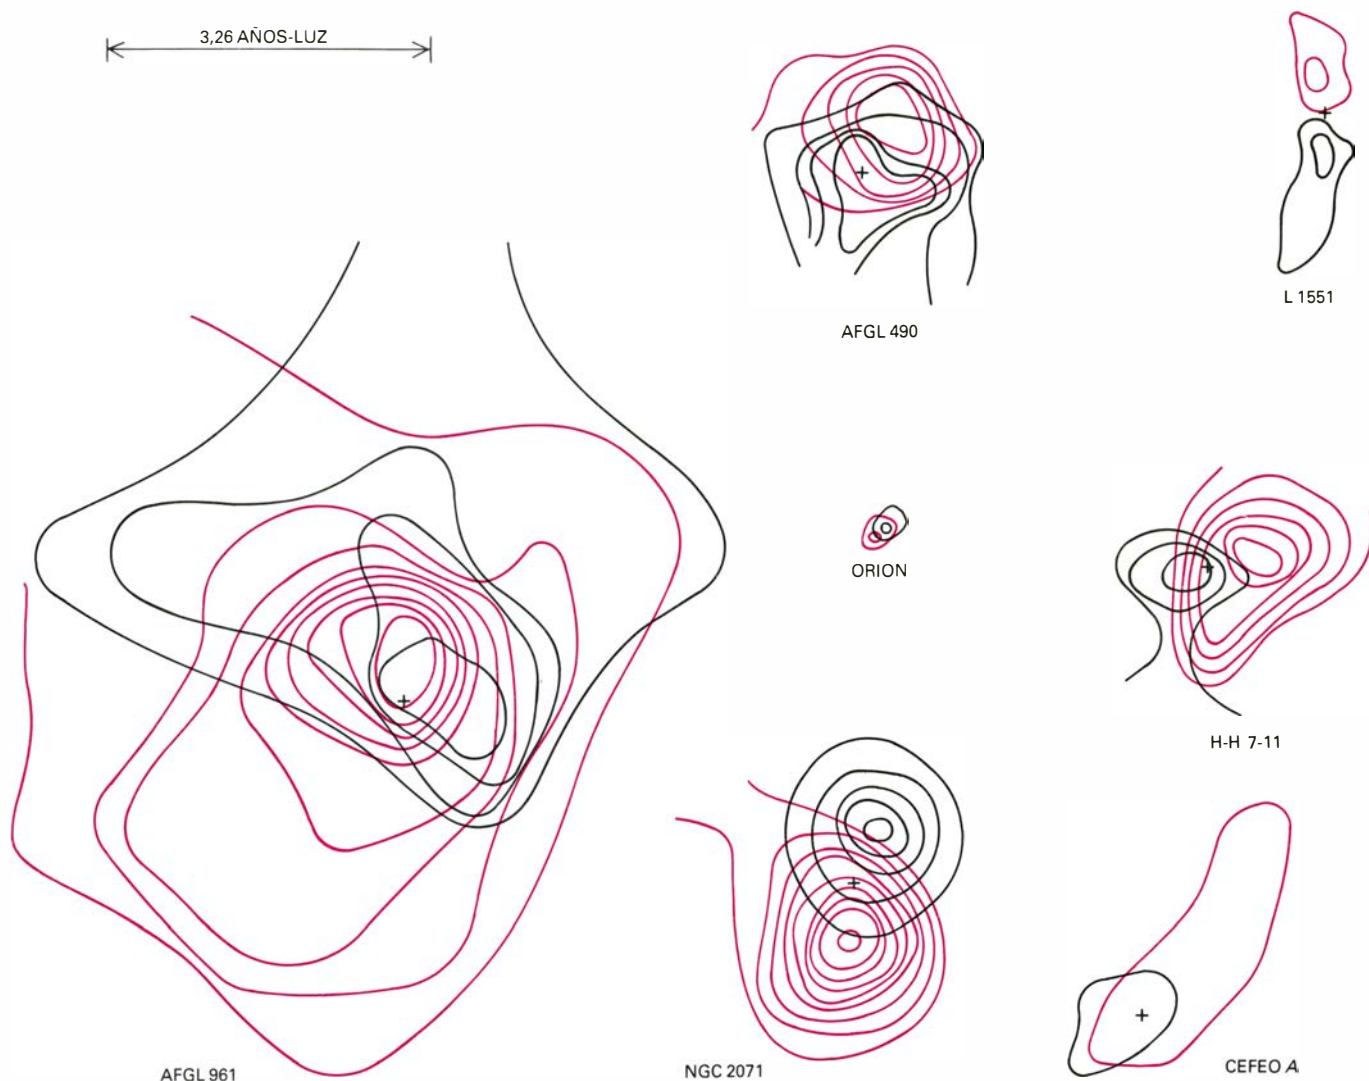 3,26 AÑOS-LUZ
L 1551
AFGL 490
ORION
H-H 7-11
AFGL 961
NGC 2071
CEFEO A